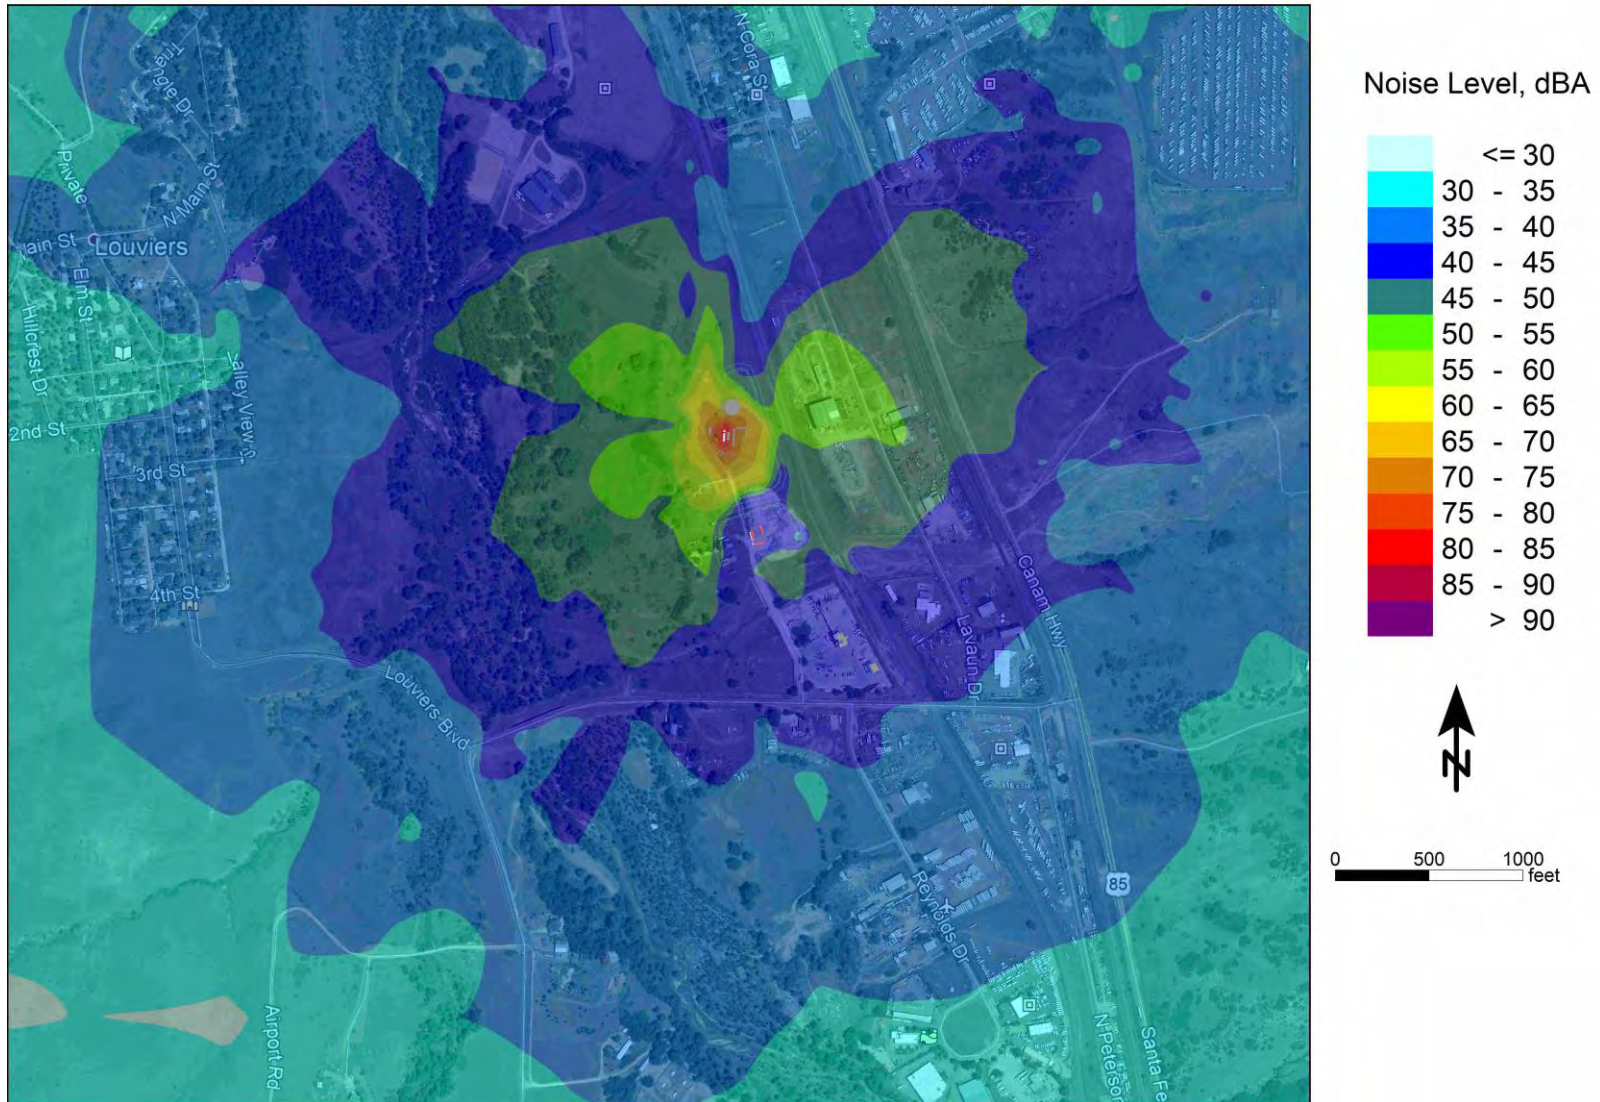 N Cora St
Triangle Dr
Private
N Main St
ain St
Louviers
Elm St
Hillcrest Dr
alley View S
2nd St
3rd St
4th St
Louviers Blvd
Canam Hwy
Lavaun Dr
85
Reynolds Dr
Airport Rd
N Peterson
Santa Fe
Noise Level, dBA
<= 30
30 - 35
35 - 40
40 - 45
45 - 50
50 - 55
55 - 60
60 - 65
65 - 70
70 - 75
75 - 80
80 - 85
85 - 90
> 90
N
0 500 1000
feet